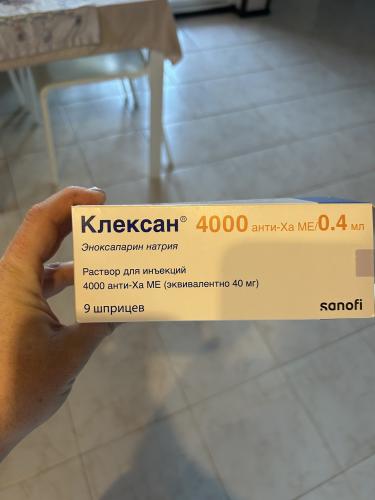 Клексан® 4000 анти-Ха МЕ/0.4 мл
Эноксапарин натрия
Раствор для инъекций
4000 анти-Ха МЕ (эквивалентно 40 мг)
9 шприцев
sanofi